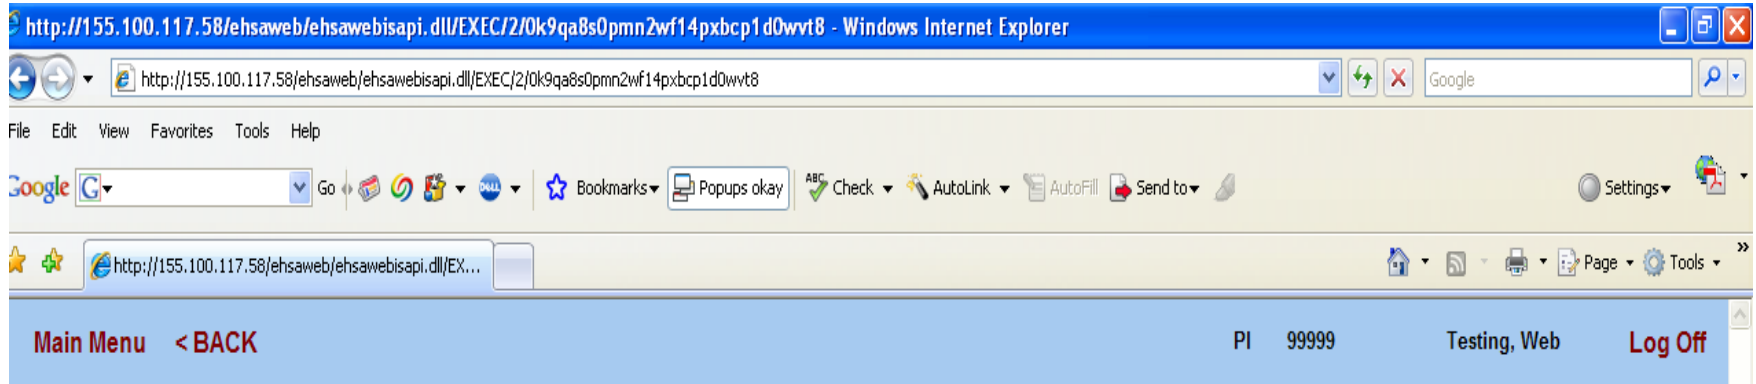 http://155.100.117.58/ehsaweb/ehsawebisapi.dll/EXEC/2/0k9qa8s0pmn2wf14pxbcp1d0wvt8 - Windows Internet Explorer
http://155.100.117.58/ehsaweb/ehsawebisapi.dll/EXEC/2/0k9qa8s0pmn2wf14pxbcp1d0wvt8 Google
File Edit View Favorites Tools Help
Google G Go DELL Bookmarks Popups okay ABC Check AutoLink AutoFill Send to Settings
http://155.100.117.58/ehsaweb/ehsawebisapi.dll/EX... Page Tools »
Main Menu < BACK PI 99999 Testing, Web Log Off